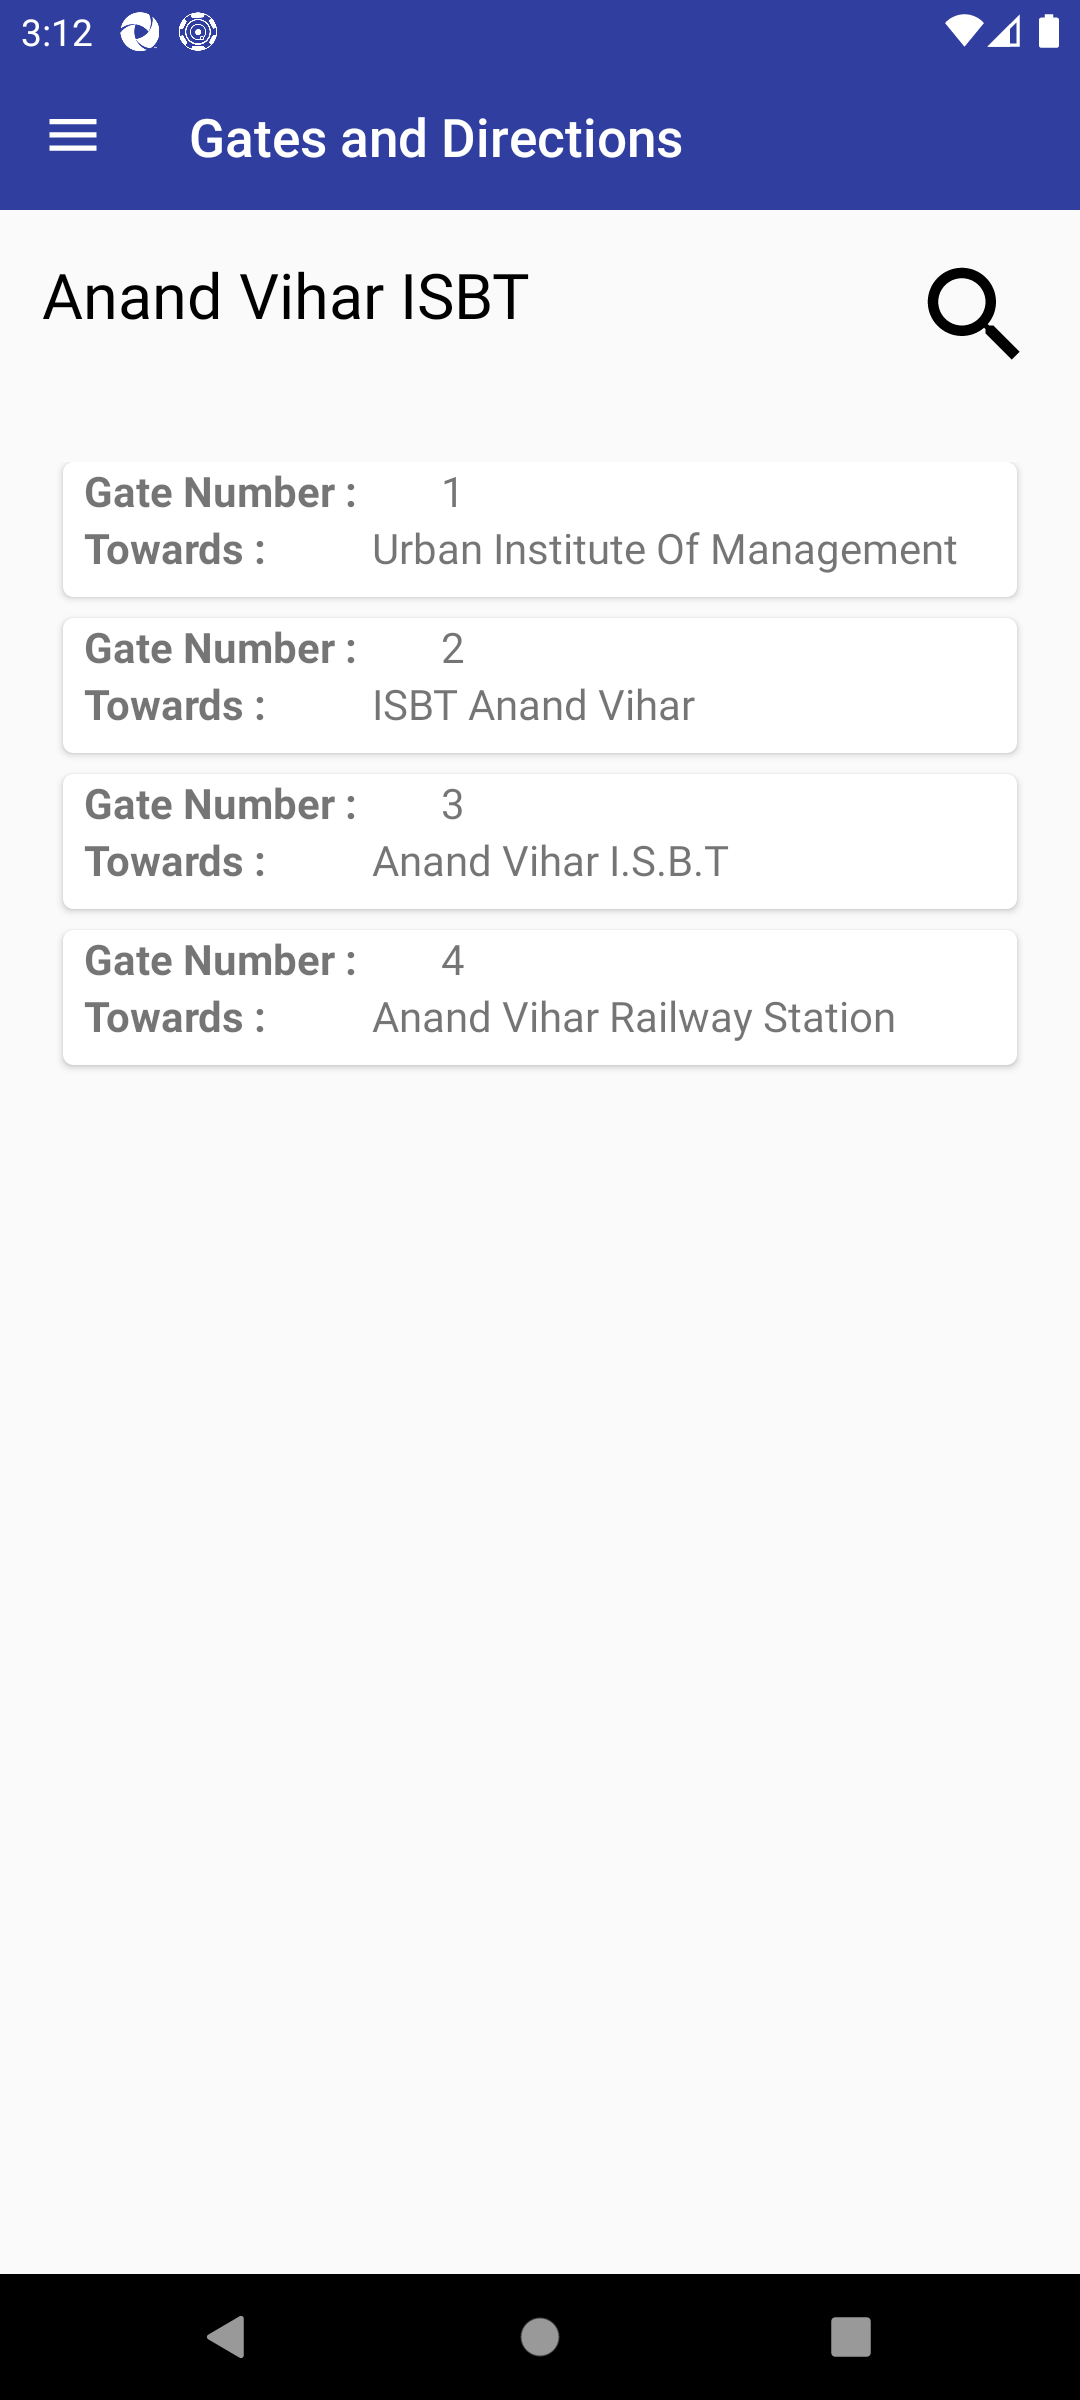 3:12
Gates and Directions
Anand Vihar ISBT
Gate Number : 1
Towards : Urban Institute Of Management
Gate Number : 2
Towards : ISBT Anand Vihar
Gate Number : 3
Towards : Anand Vihar I.S.B.T
Gate Number : 4
Towards : Anand Vihar Railway Station